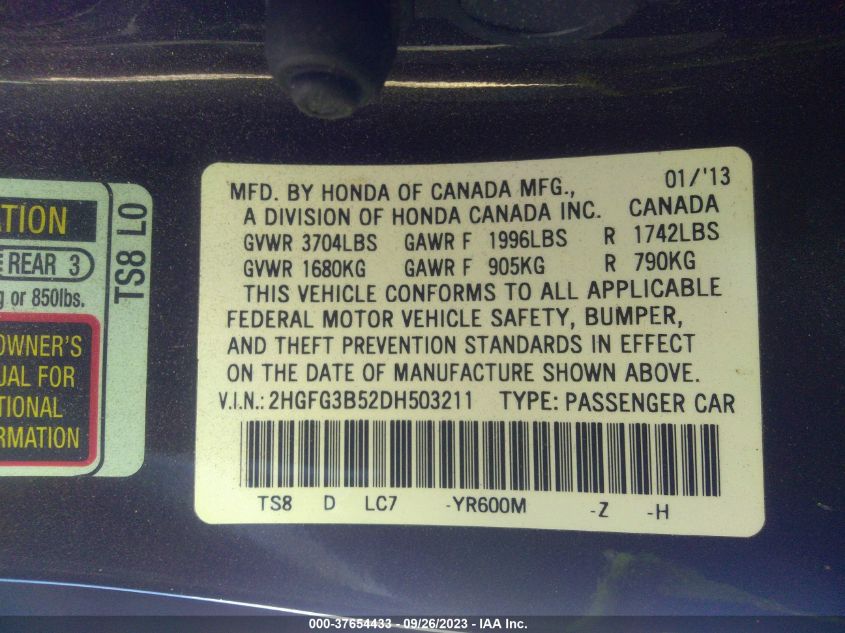 ATION
E REAR 3
g or 850lbs.
OWNER'S
UAL FOR
TIONAL
RMATION
TS8 L0
MFD. BY HONDA OF CANADA MFG., 01/'13
A DIVISION OF HONDA CANADA INC. CANADA
GVWR 3704LBS GAWR F 1996LBS R 1742LBS
GVWR 1680KG GAWR F 905KG R 790KG
THIS VEHICLE CONFORMS TO ALL APPLICABLE
FEDERAL MOTOR VEHICLE SAFETY, BUMPER,
AND THEFT PREVENTION STANDARDS IN EFFECT
ON THE DATE OF MANUFACTURE SHOWN ABOVE.
V.I.N.: 2HGFG3B52DH503211 TYPE: PASSENGER CAR
TS8 D LC7 -YR600M -Z -H
000-37654433 - 09/26/2023 - IAA Inc.